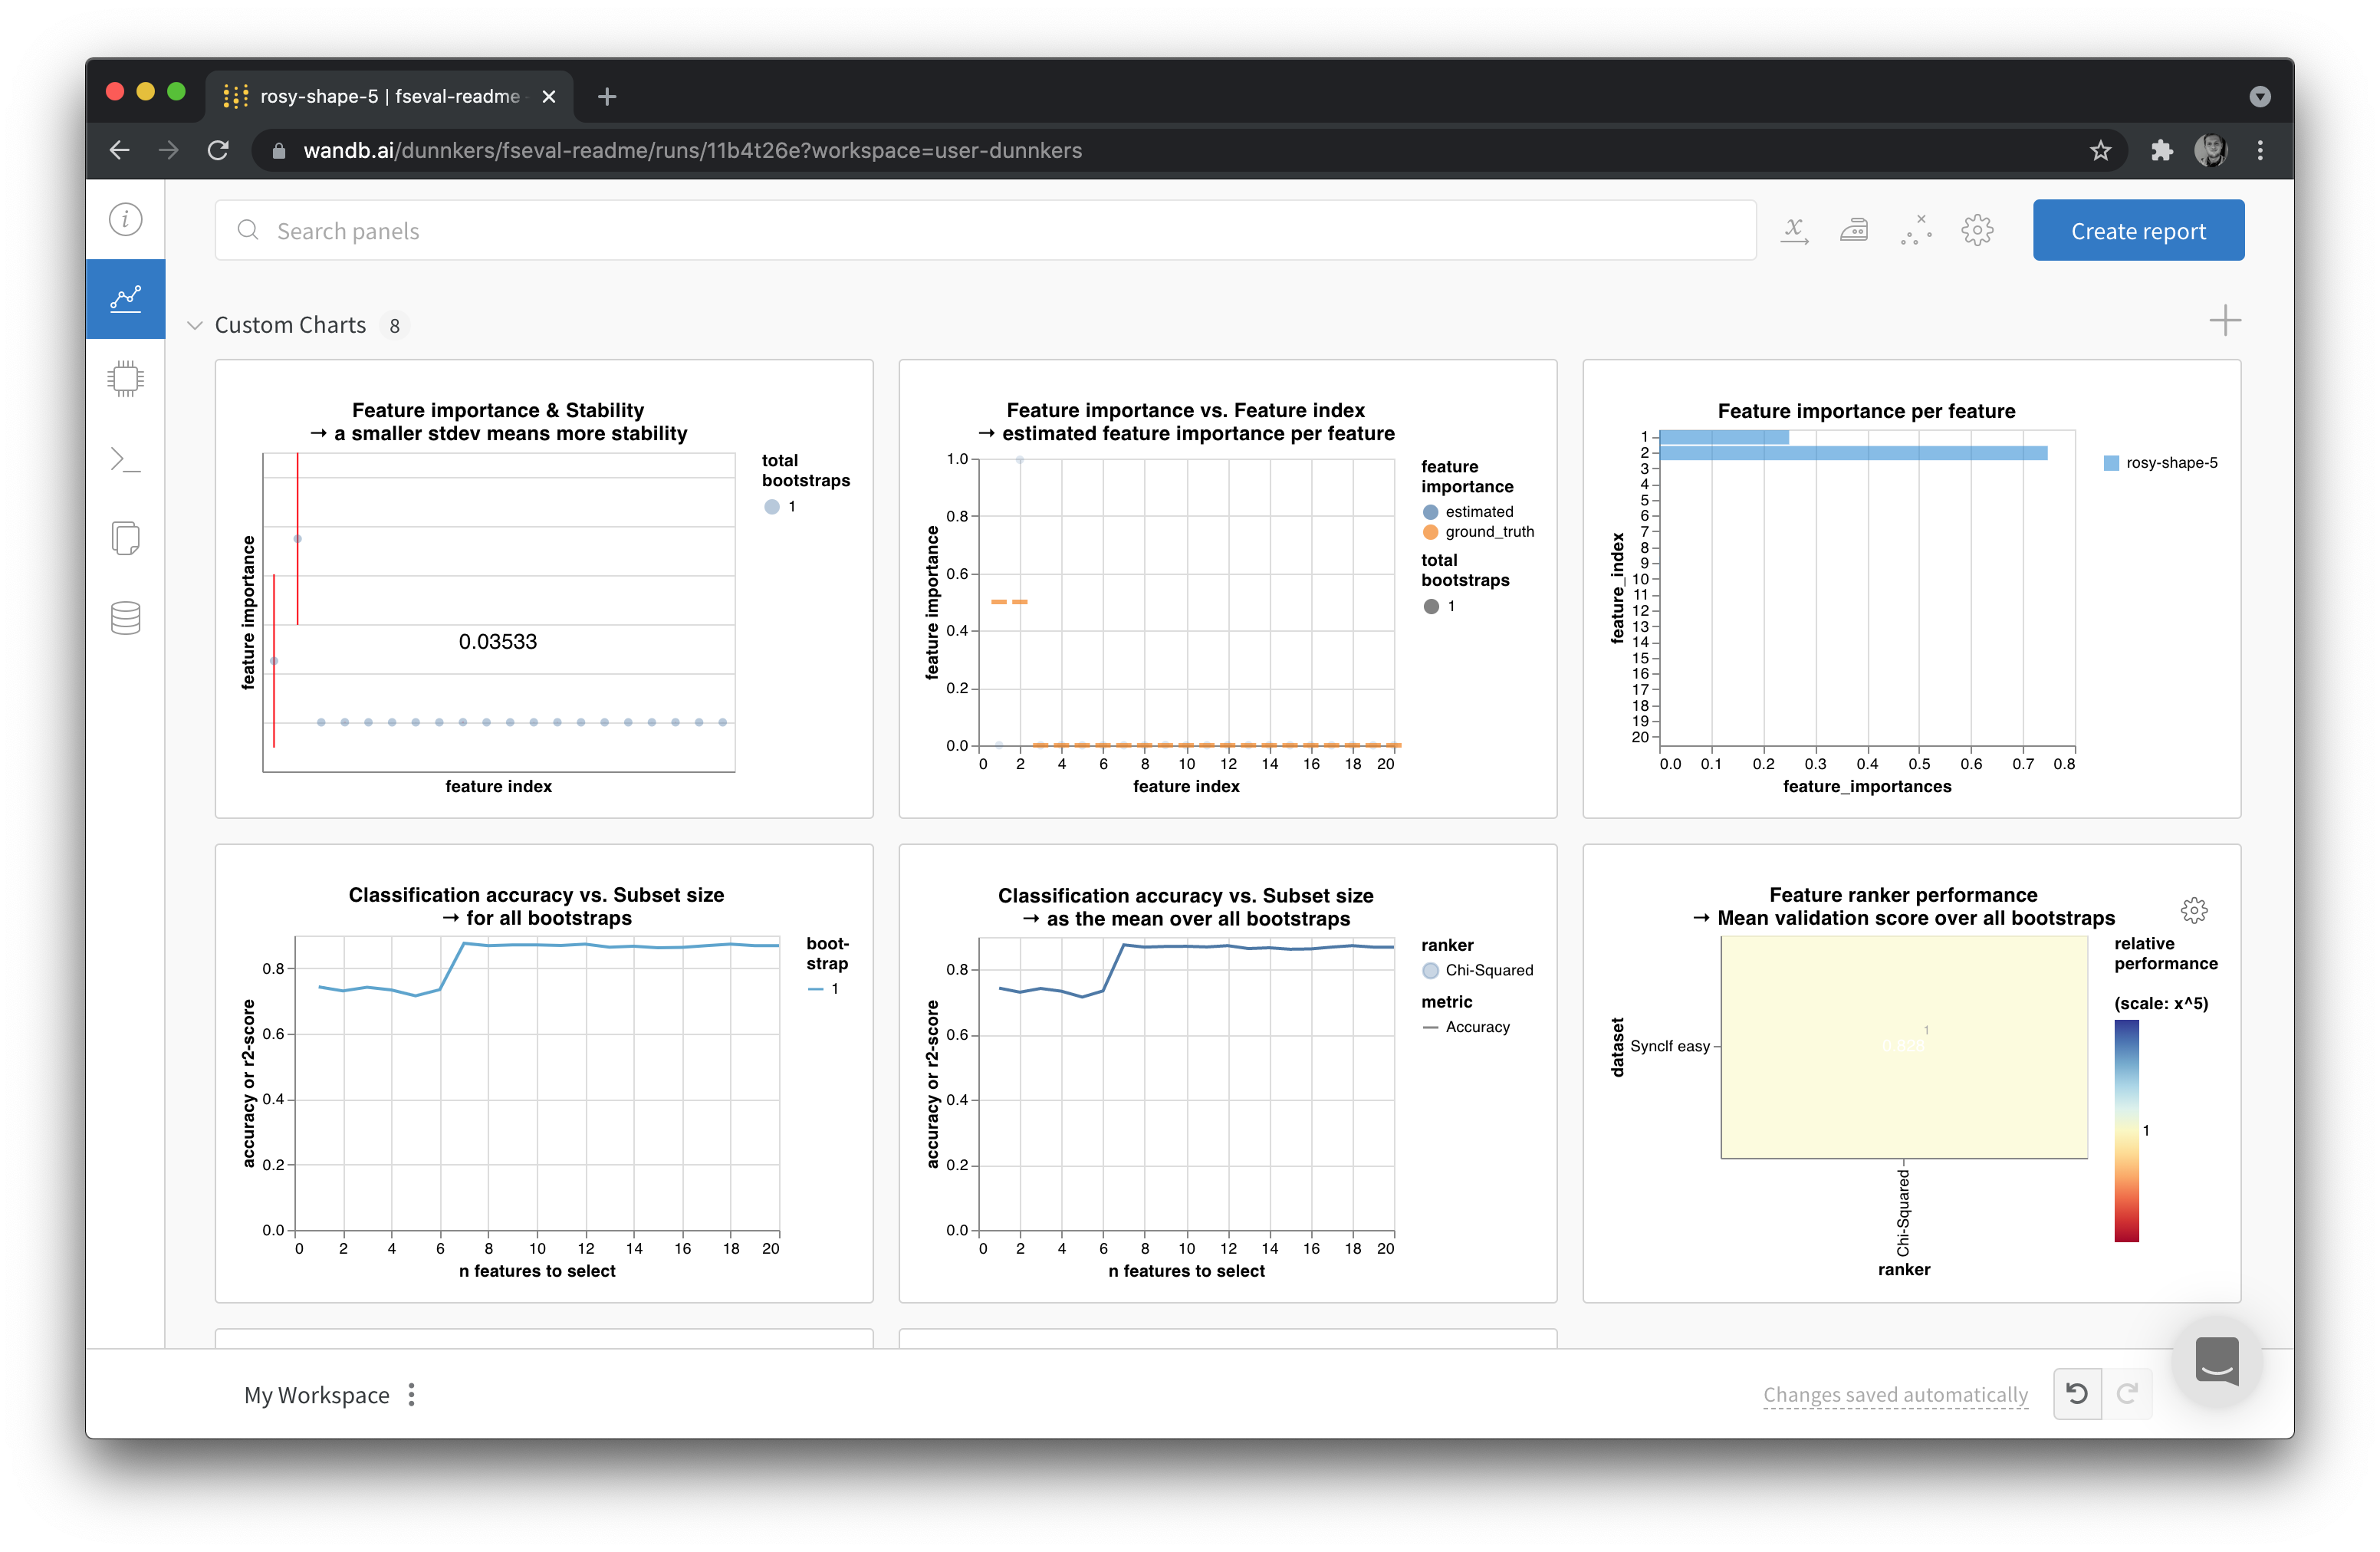 rosy-shape-5 | fseval-readme
wandb.ai/dunnkers/fseval-readme/runs/11b4t26e?workspace=user-dunnkers
Search panels
Create report
Custom Charts 8
Feature importance & Stability
→ a smaller stdev means more stability
feature importance
0.03533
feature index
total
bootstraps
1
Feature importance vs. Feature index
→ estimated feature importance per feature
feature importance
1.0
0.8
0.6
0.4
0.2
0.0
0 2 4 6 8 10 12 14 16 18 20
feature index
feature
importance
estimated
ground_truth
total
bootstraps
1
Feature importance per feature
feature_index
1
2
3
4
5
6
7
8
9
10
11
12
13
14
15
16
17
18
19
20
0.0 0.1 0.2 0.3 0.4 0.5 0.6 0.7 0.8
feature_importances
rosy-shape-5
Classification accuracy vs. Subset size
→ for all bootstraps
accuracy or r2-score
0.8
0.6
0.4
0.2
0.0
0 2 4 6 8 10 12 14 16 18 20
n features to select
boot-
strap
1
Classification accuracy vs. Subset size
→ as the mean over all bootstraps
accuracy or r2-score
0.8
0.6
0.4
0.2
0.0
0 2 4 6 8 10 12 14 16 18 20
n features to select
ranker
Chi-Squared
metric
Accuracy
Feature ranker performance
→ Mean validation score over all bootstraps
dataset
Synclf easy
1
Chi-Squared
ranker
relative
performance
(scale: x^5)
1
My Workspace
Changes saved automatically